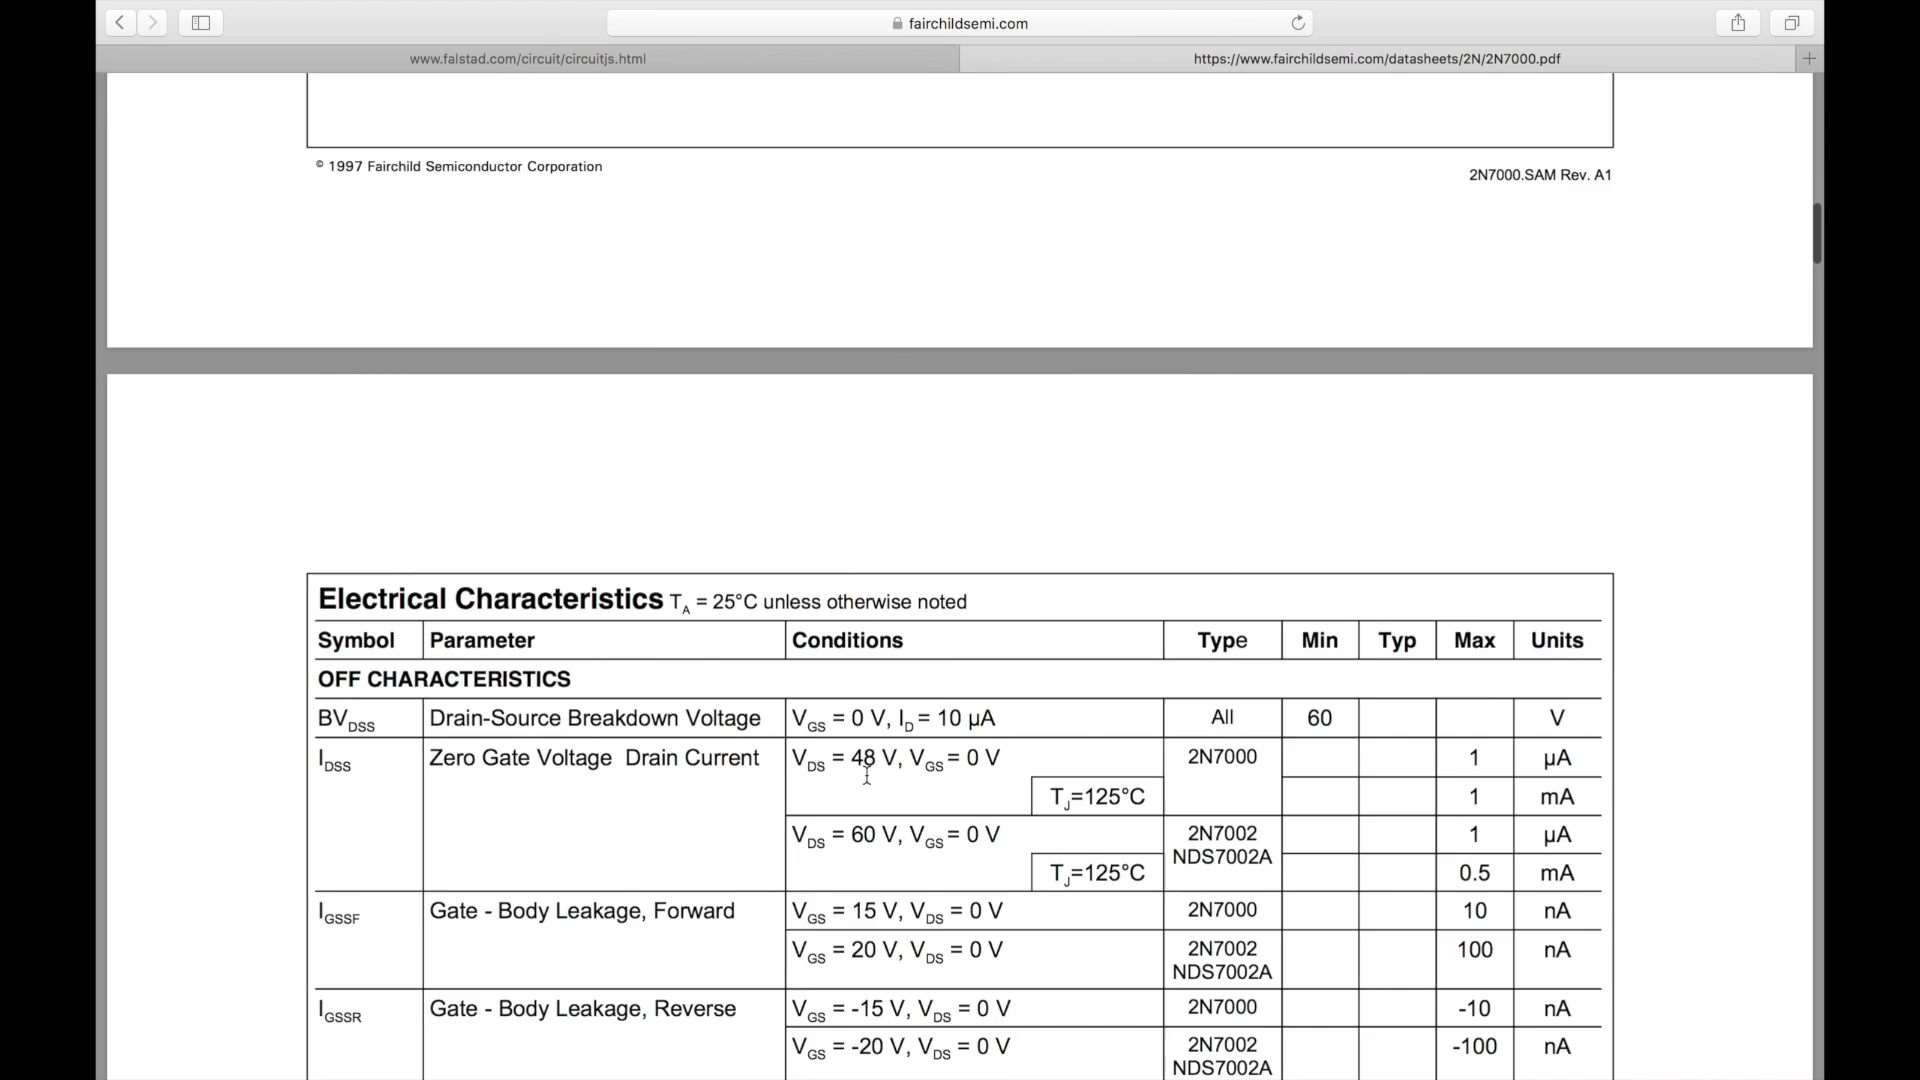 fairchildsemi.com
www.falstad.com/circuit/circuitjs.html
https://www.fairchildsemi.com/datasheets/2N/2N7000.pdf
© 1997 Fairchild Semiconductor Corporation
2N7000.SAM Rev. A1
Electrical Characteristics TA = 25°C unless otherwise noted
Symbol Parameter Conditions Type Min Typ Max Units
OFF CHARACTERISTICS
BVDSS Drain-Source Breakdown Voltage VGS = 0 V, ID = 10 µA All 60 V
IDSS Zero Gate Voltage Drain Current VDS = 48 V, VGS = 0 V 2N7000 1 µA
TJ=125°C 1 mA
VDS = 60 V, VGS = 0 V 2N7002 1 µA
NDS7002A
TJ=125°C 0.5 mA
IGSSF Gate - Body Leakage, Forward VGS = 15 V, VDS = 0 V 2N7000 10 nA
VGS = 20 V, VDS = 0 V 2N7002 100 nA
NDS7002A
IGSSR Gate - Body Leakage, Reverse VGS = -15 V, VDS = 0 V 2N7000 -10 nA
VGS = -20 V, VDS = 0 V 2N7002 -100 nA
NDS7002A